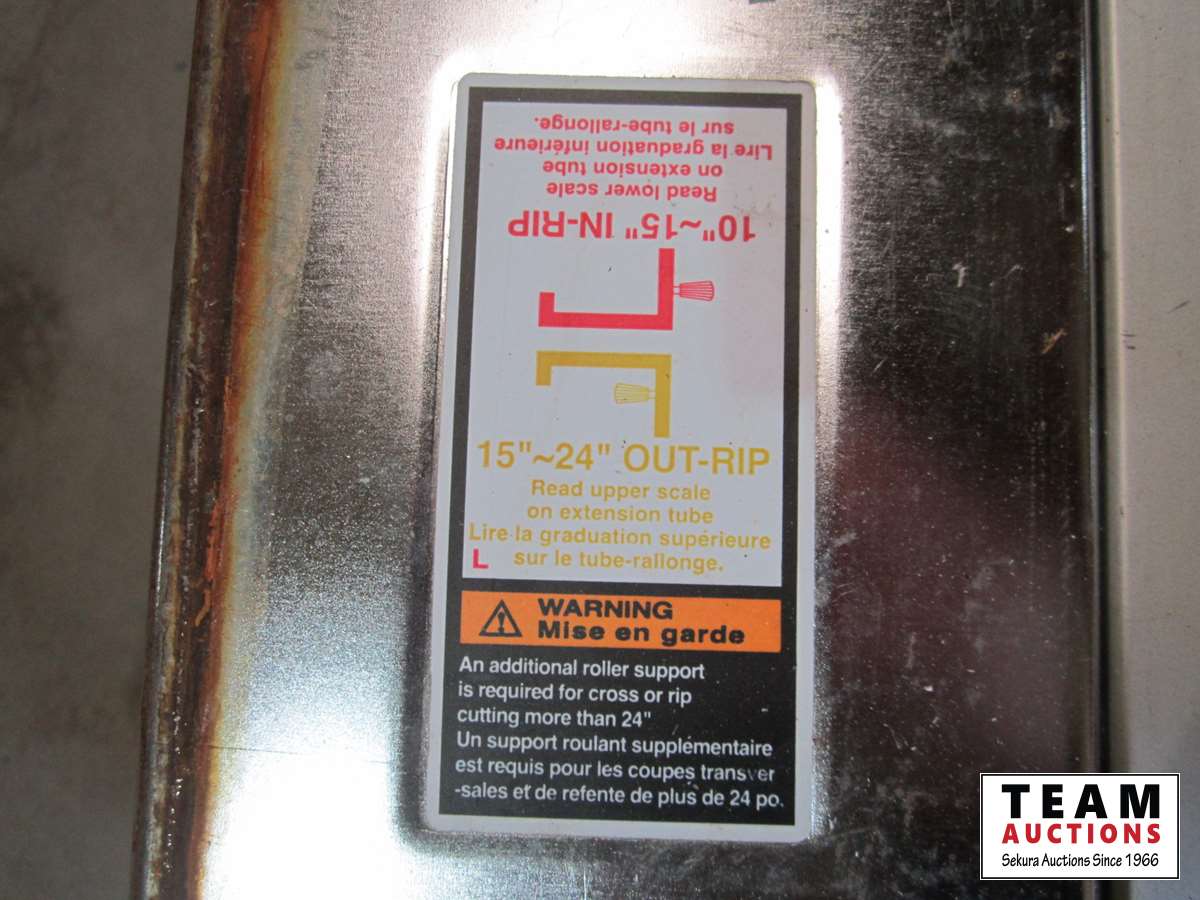 10"~15" IN-RIP
Read lower scale
on extension tube
Lire la graduation inférieure
sur le tube-rallonge.
15"~24" OUT-RIP
Read upper scale
on extension tube
Lire la graduation supérieure
L sur le tube-rallonge.
WARNING
Mise en garde
An additional roller support
is required for cross or rip
cutting more than 24"
Un support roulant supplémentaire
est requis pour les coupes transver
-sales et de refente de plus de 24 po.
TEAM
AUCTIONS
Sekura Auctions Since 1966